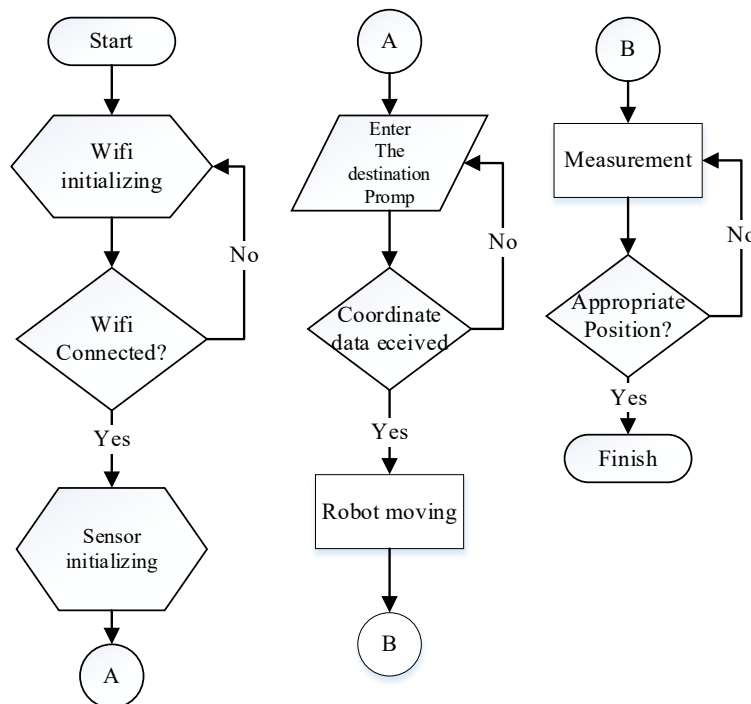 Start
Wifi
initializing
No
Wifi
Connected?
Yes
Sensor
initializing
A
A
Enter
The
destination
Promp
No
Coordinate
data eceived
Yes
Robot moving
B
B
Measurement
No
Appropriate
Position?
Yes
Finish